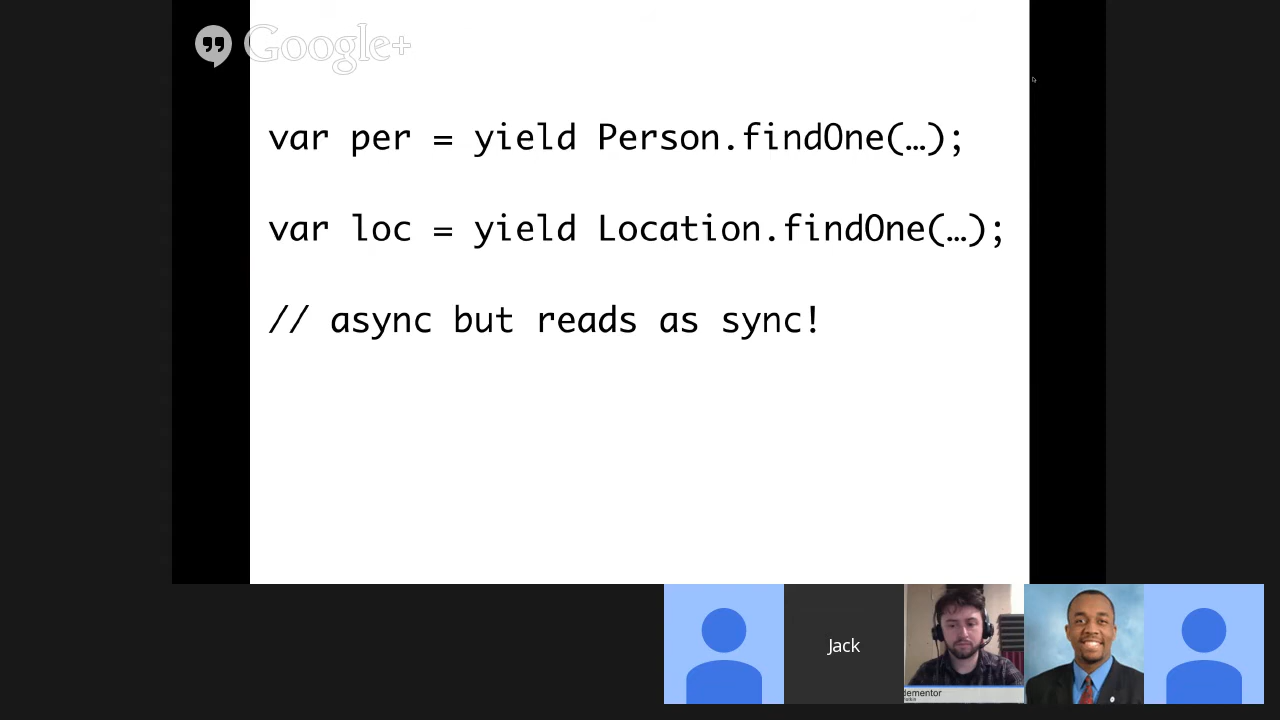 Google+
var per = yield Person.findOne(…);
var loc = yield Location.findOne(…);
// async but reads as sync!
Jack
dementor